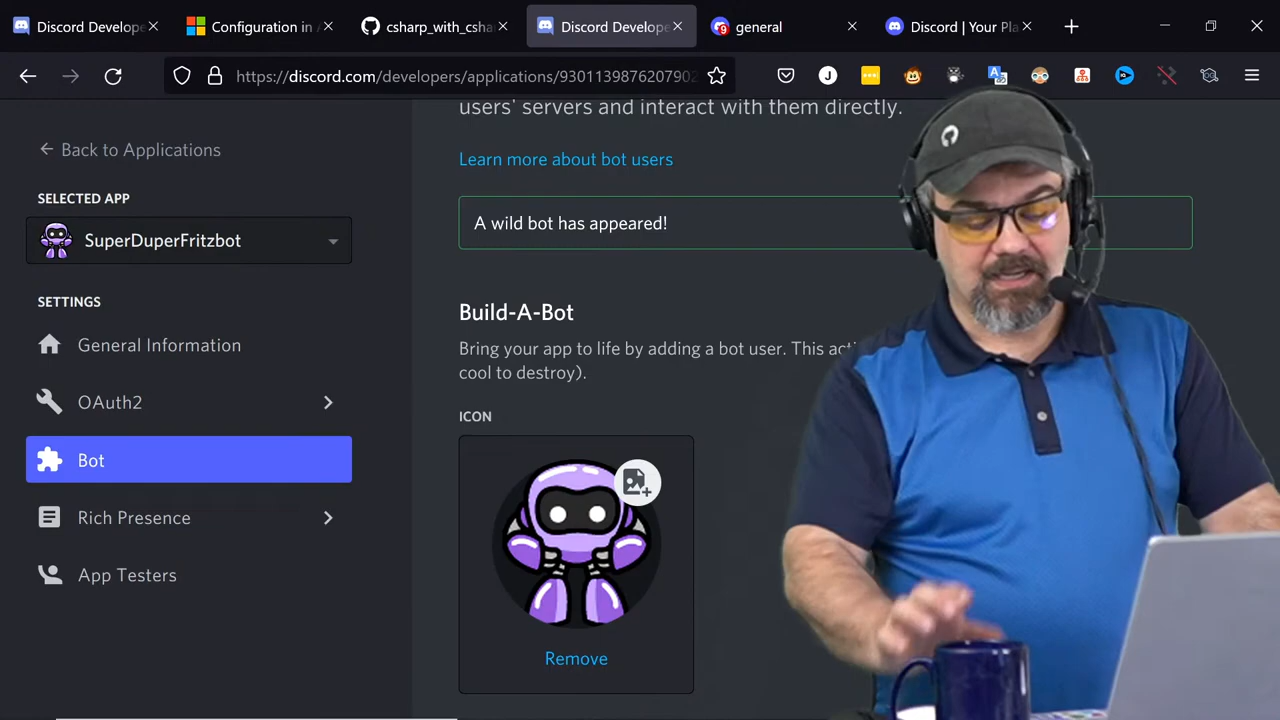 Discord Develope
Configuration in A
csharp_with_csha
Discord Develope
general
Discord | Your Pla
https://discord.com/developers/applications/930113987620790
Back to Applications
SELECTED APP
SuperDuperFritzbot
SETTINGS
General Information
OAuth2
Bot
Rich Presence
App Testers
users' servers and interact with them directly.
Learn more about bot users
A wild bot has appeared!
Build-A-Bot
Bring your app to life by adding a bot user. This
cool to destroy).
ICON
Remove